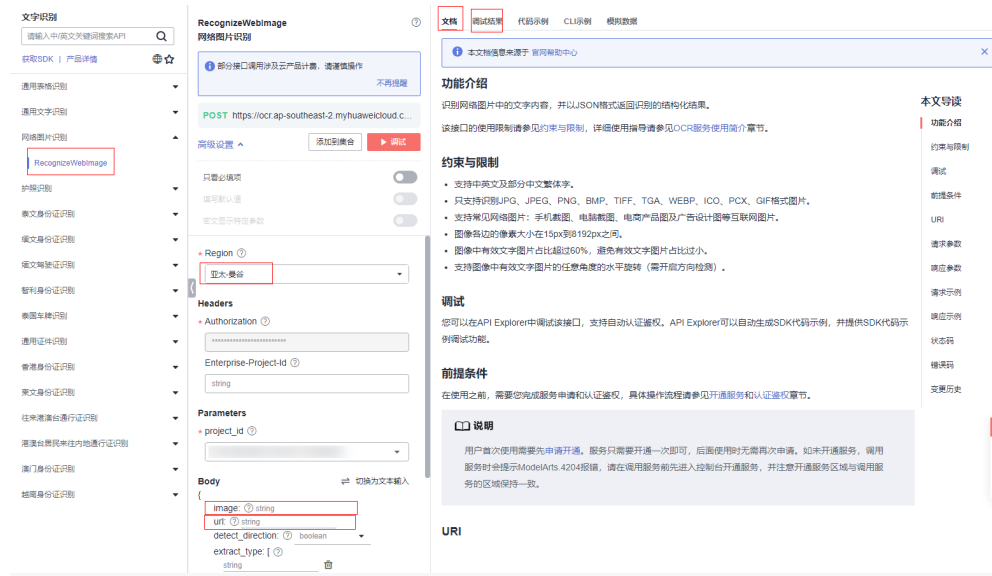 文字识别
请输入中/英文关键词搜索API
获取SDK | 产品详情
通用表格识别
通用文字识别
网络图片识别
RecognizeWebImage
护照识别
泰文身份证识别
缅文身份证识别
缅文驾驶证识别
智利身份证识别
泰国车牌识别
通用证件识别
香港身份证识别
柬文身份证识别
往来港澳台通行证识别
港澳台居民来往内地通行证识别
澳门身份证识别
越南身份证识别
RecognizeWebImage
网络图片识别
部分接口调用涉及云产品计费，请谨慎操作
不再提醒
POST https://ocr.ap-southeast-2.myhuaweicloud.c...
高级设置
添加到集合
调试
只看必填项
填写默认值
密文显示特定参数
* Region
亚太-曼谷
Headers
* Authorization
************************
Enterprise-Project-Id
string
Parameters
* project_id
Body
切换为文本输入
{
image: string
url: string
detect_direction: boolean
extract_type: [
string
文档 调试结果 代码示例 CLI示例 模拟数据
本文档信息来源于 官网帮助中心
功能介绍
识别网络图片中的文字内容，并以JSON格式返回识别的结构化结果。
该接口的使用限制请参见约束与限制，详细使用指导请参见OCR服务使用简介章节。
约束与限制
• 支持中英文及部分中文繁体字。
• 只支持识别JPG、JPEG、PNG、BMP、TIFF、TGA、WEBP、ICO、PCX、GIF格式图片。
• 支持常见网络图片：手机截图、电脑截图、电商产品图及广告设计图等互联网图片。
• 图像各边的像素大小在15px到8192px之间。
• 图像中有效文字图片占比超过60%，避免有效文字图片占比过小。
• 支持图像中有效文字图片的任意角度的水平旋转（需开启方向检测）。
调试
您可以在API Explorer中调试该接口，支持自动认证鉴权。API Explorer可以自动生成SDK代码示例，并提供SDK代码示
例调试功能。
前提条件
在使用之前，需要您完成服务申请和认证鉴权，具体操作流程请参见开通服务和认证鉴权章节。
说明
用户首次使用需要先申请开通。服务只需要开通一次即可，后面使用时无需再次申请。如未开通服务，调用
服务时会提示ModelArts.4204报错，请在调用服务前先进入控制台开通服务，并注意开通服务区域与调用服
务的区域保持一致。
URI
本文导读
功能介绍
约束与限制
调试
前提条件
URI
请求参数
响应参数
请求示例
响应示例
状态码
错误码
变更历史